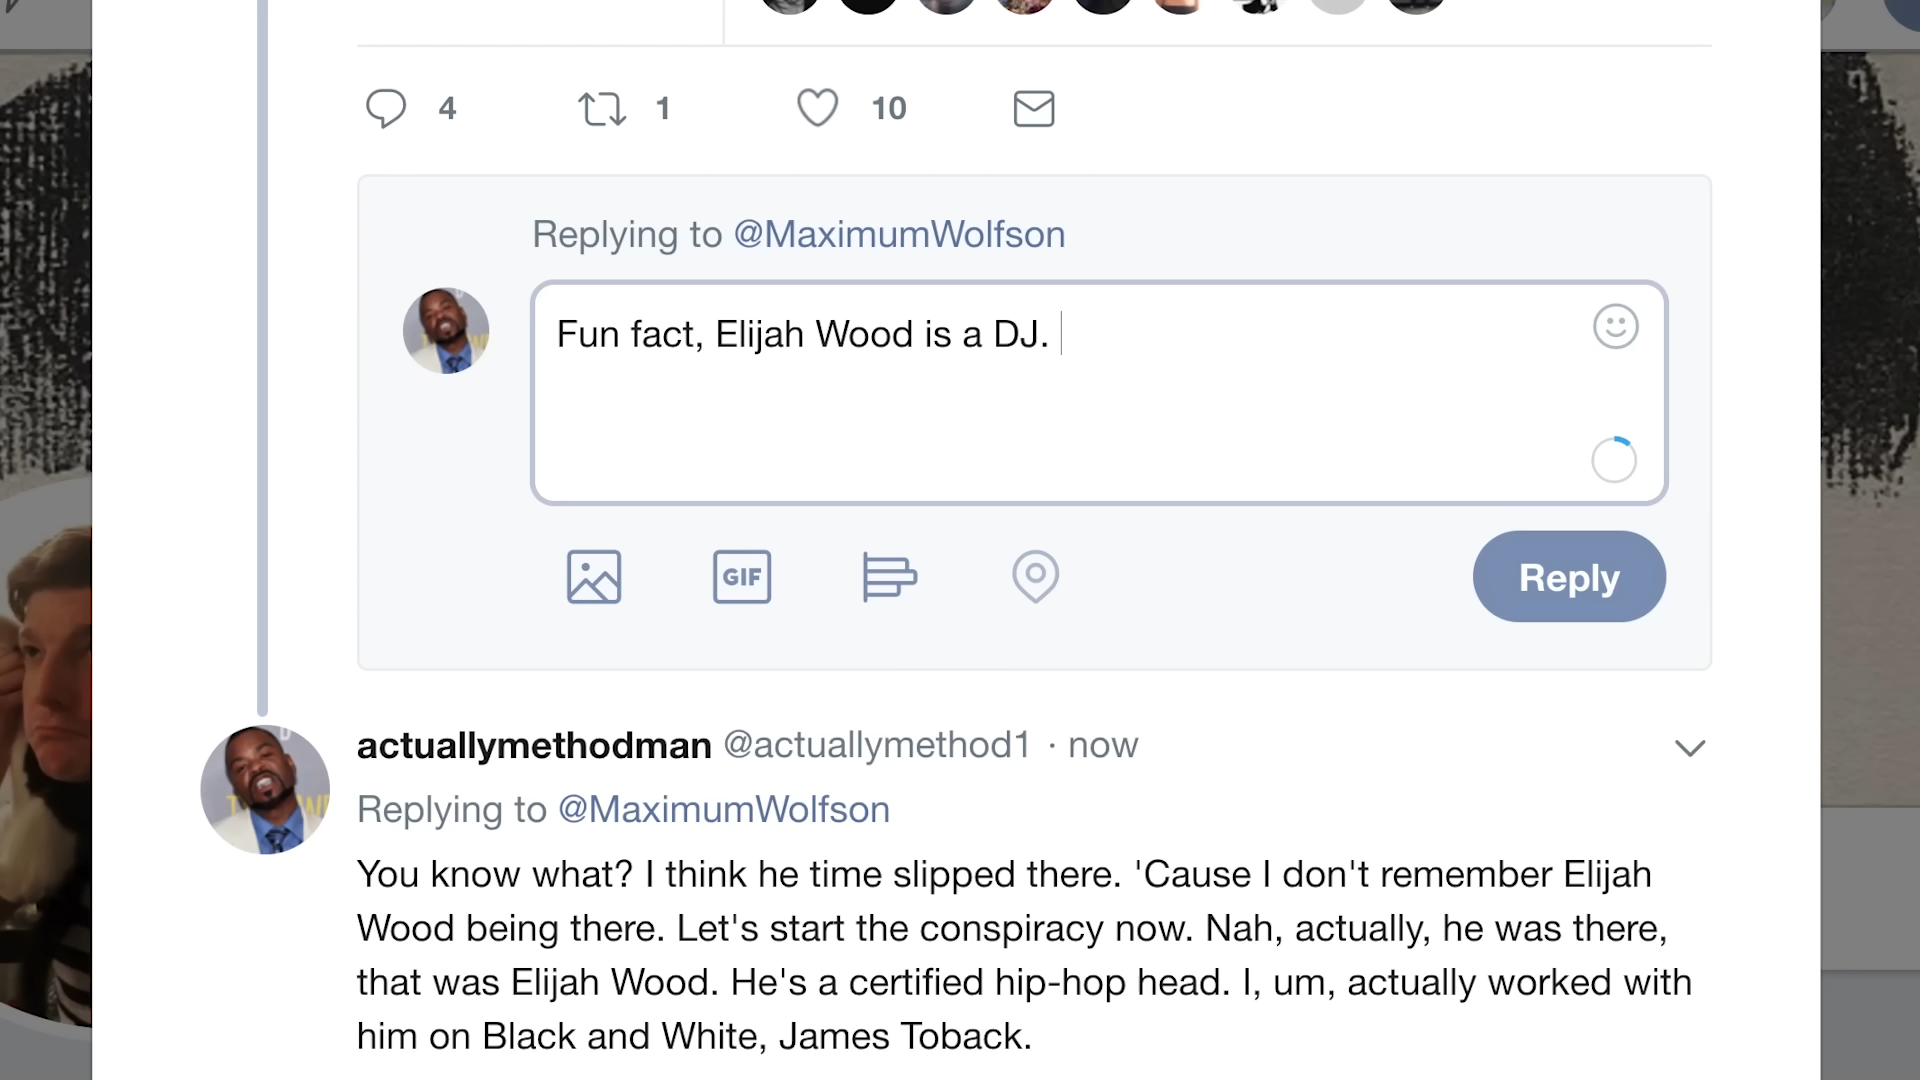 4 1 10
Replying to @MaximumWolfson
Fun fact, Elijah Wood is a DJ.
GIF
Reply
actuallymethodman @actuallymethod1 · now
Replying to @MaximumWolfson
You know what? I think he time slipped there. 'Cause I don't remember Elijah
Wood being there. Let's start the conspiracy now. Nah, actually, he was there,
that was Elijah Wood. He's a certified hip-hop head. I, um, actually worked with
him on Black and White, James Toback.